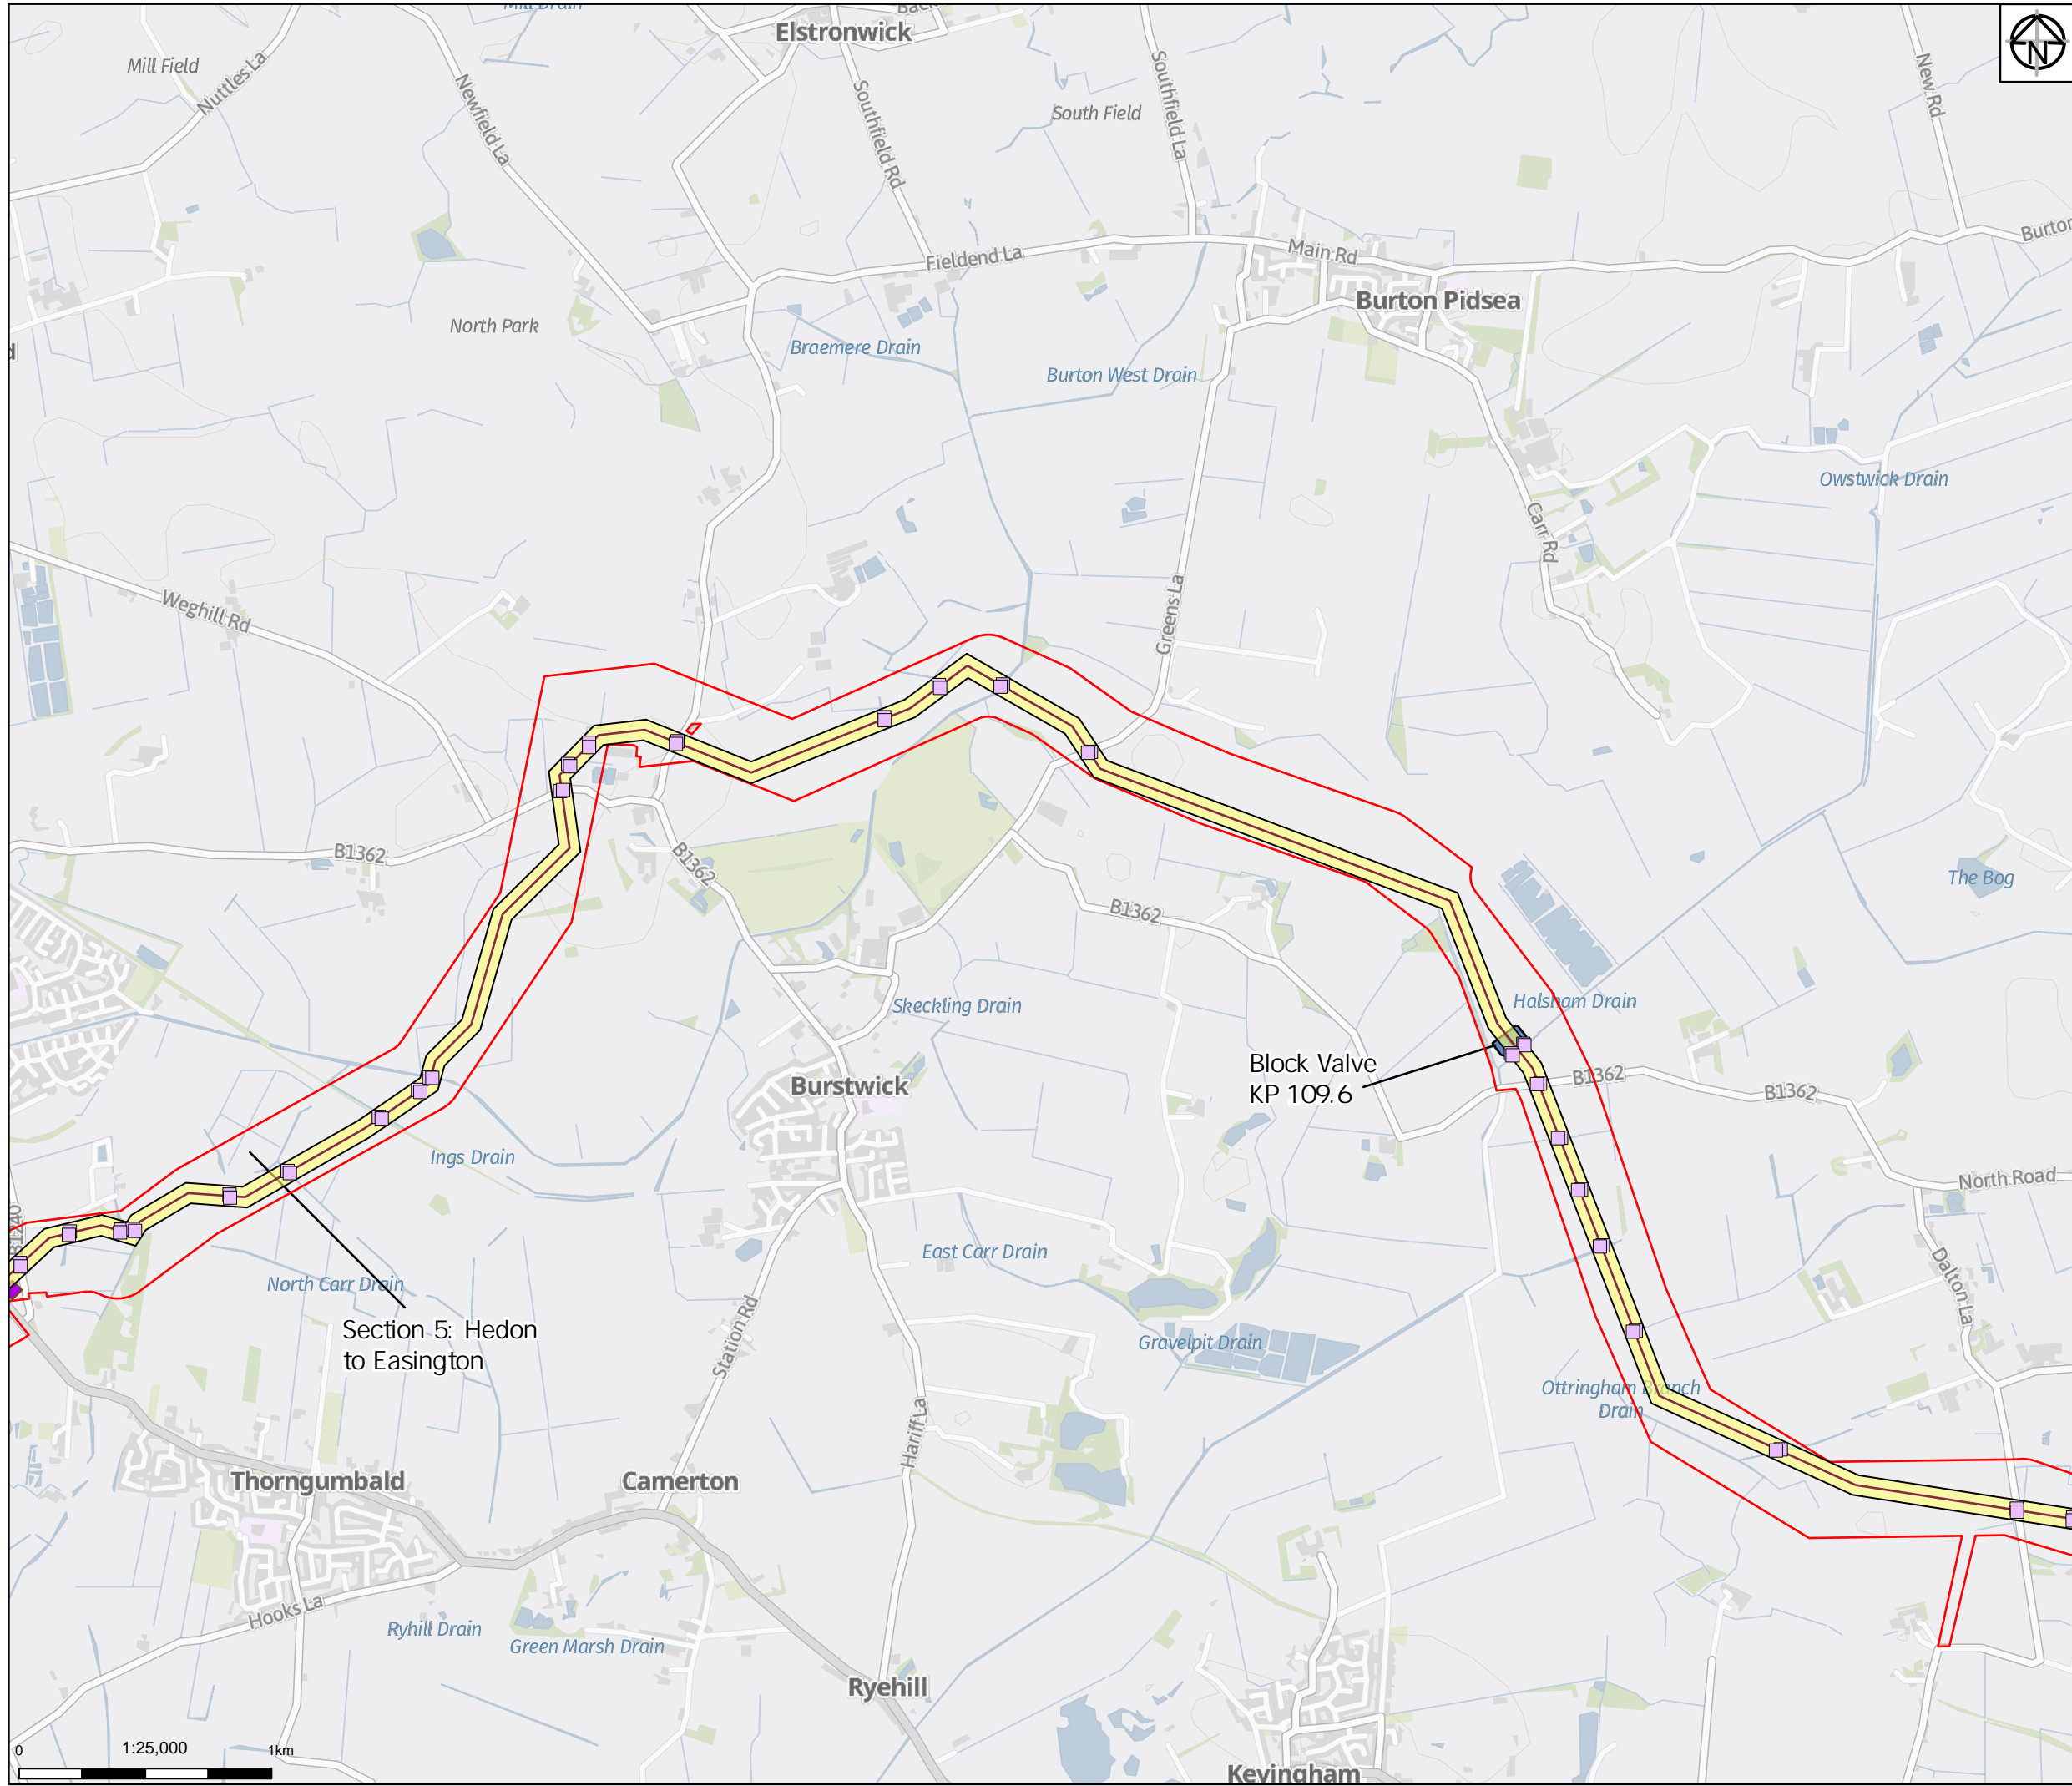 Mill Drain
Back
Elstronwick
N
Mill Field
Nuttles La
Newfield La
Southfield Rd
South Field
Southfield La
New Rd
Fieldend La
Main Rd
Burton
Burton Pidsea
North Park
Braemere Drain
d
Burton West Drain
Owstwick Drain
Carr Rd
Weghill Rd
Greens La
B1362
B1362
The Bog
B1362
Skeckling Drain
Halsham Drain
Block Valve
KP 109.6
Burstwick
B1362
B1362
Ings Drain
North Road
B1240
East Carr Drain
North Carr Drain
Dalton La
Section 5: Hedon
to Easington
Station Rd
Gravelpit Drain
Ottringham Branch
Drain
Hariff La
Thorngumbald
Camerton
Hooks La
Ryhill Drain
Green Marsh Drain
Ryehill
0
1:25,000
1km
Keyingham